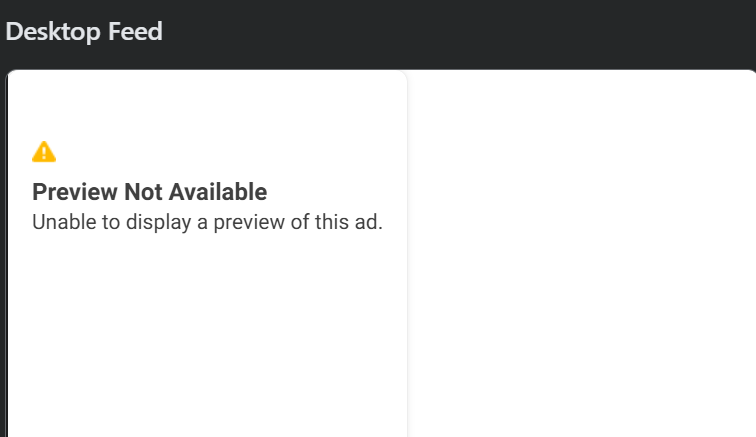 Desktop Feed
Preview Not Available
Unable to display a preview of this ad.